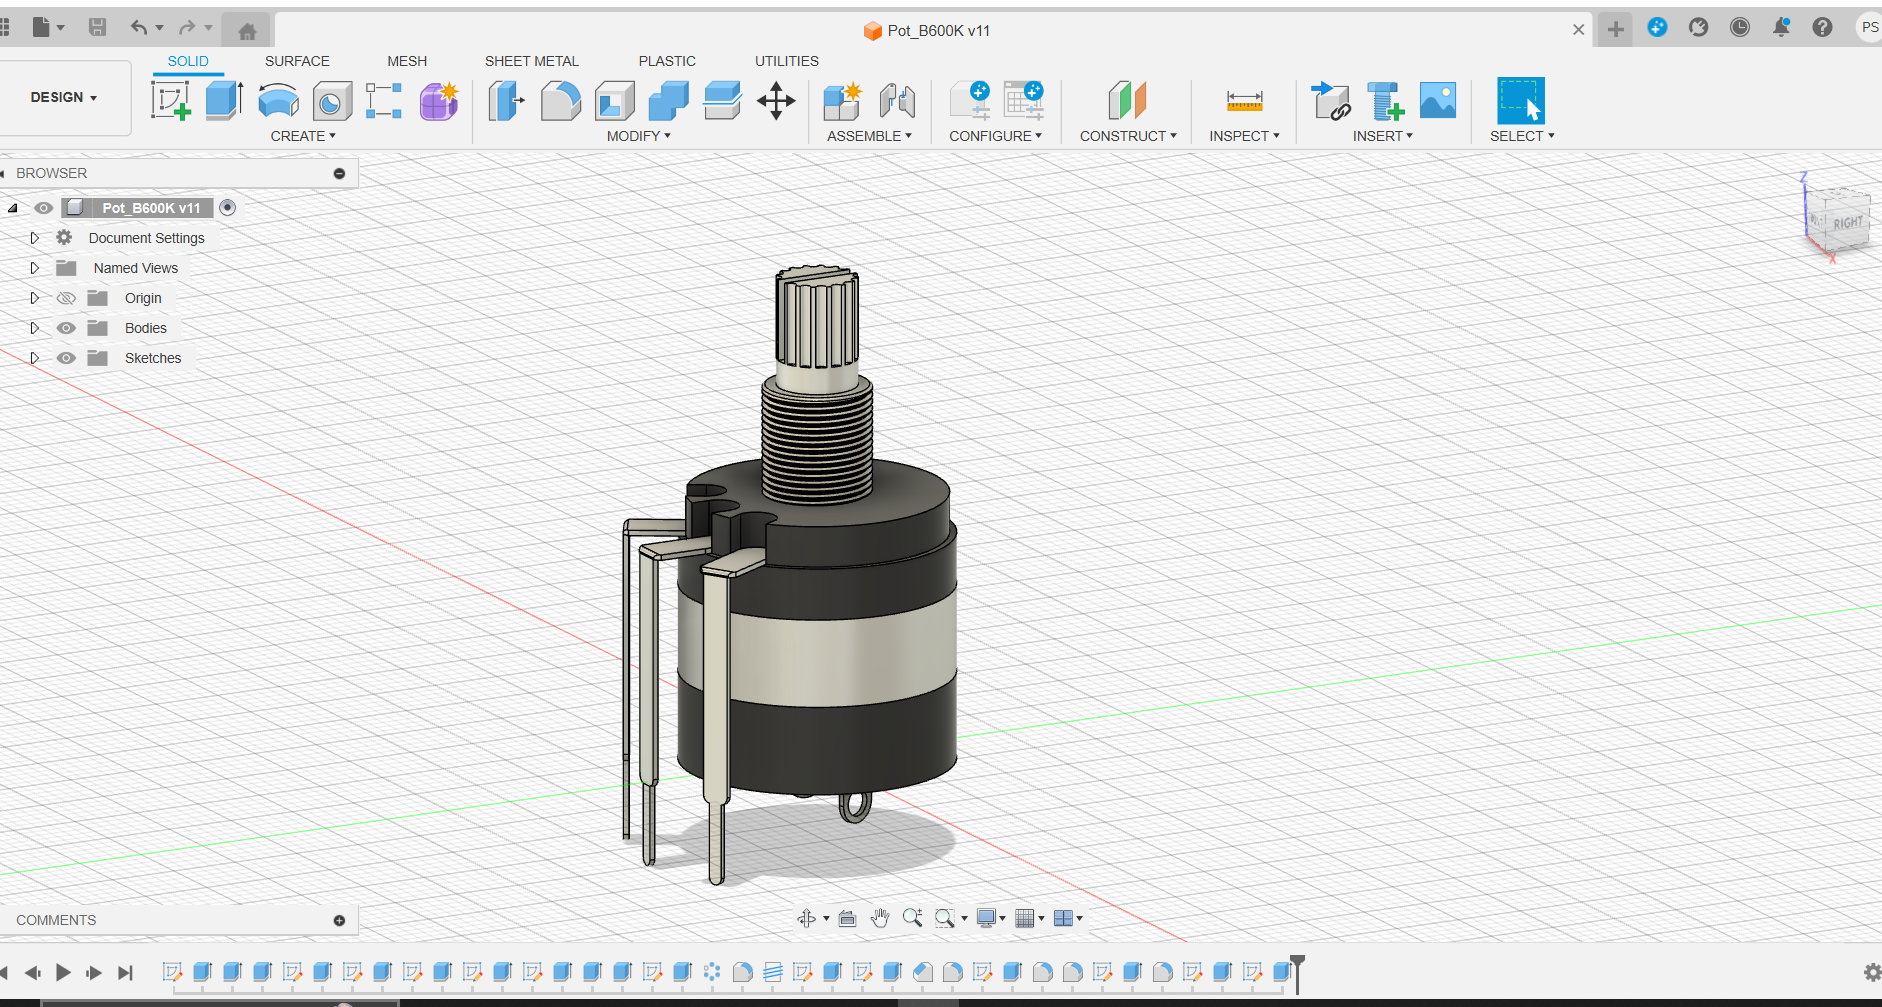 Pot_B600K v11
PS
SOLID SURFACE MESH SHEET METAL PLASTIC UTILITIES
DESIGN
CREATE MODIFY ASSEMBLE CONFIGURE CONSTRUCT INSPECT INSERT SELECT
BROWSER
Z
Pot_B600K v11
RIGHT
Document Settings
X
Named Views
Origin
Bodies
Sketches
COMMENTS